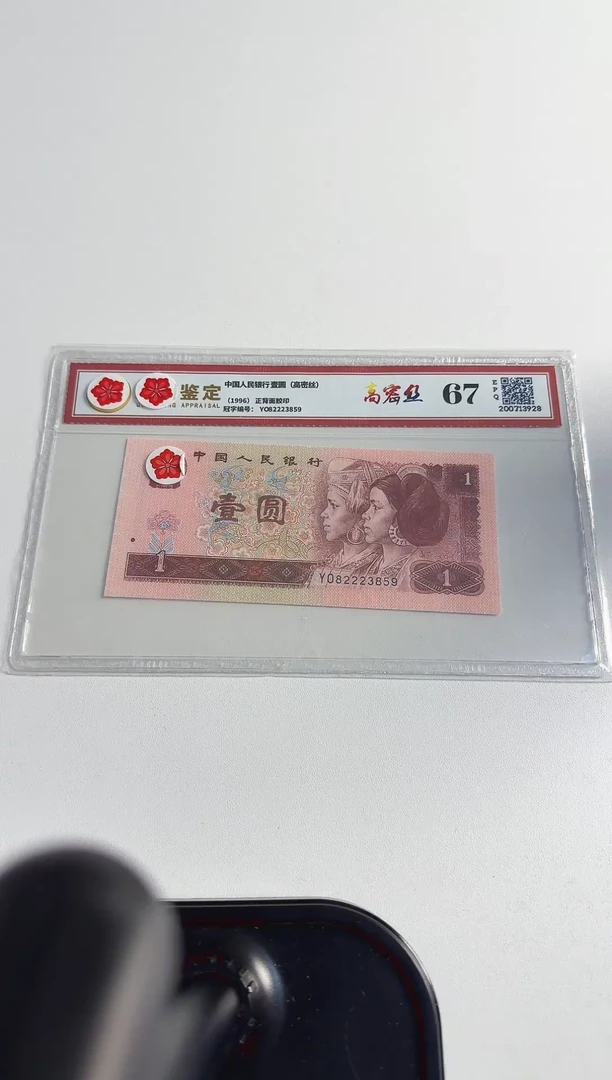 鉴定
APPRAISAL
中国人民银行壹圆（高密丝）
（1996） 正背面胶印
冠字编号： YO82223859
高密丝
67
EPQ
200713928
中国人民银行
壹圆
1
1
YO82223859
1